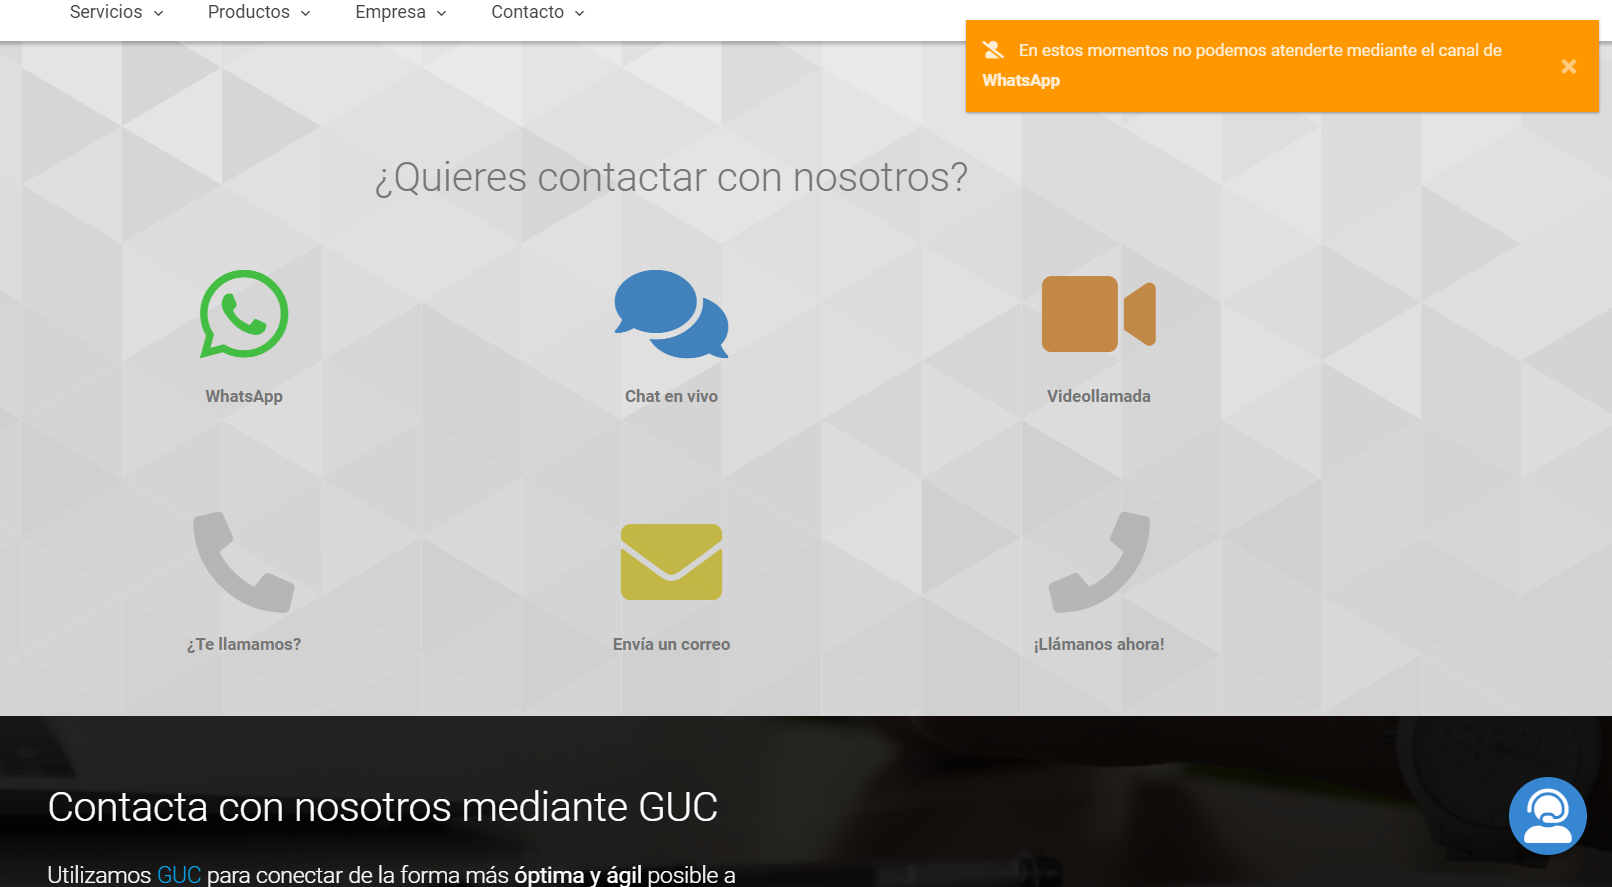 Servicios
Productos
Empresa
Contacto
En estos momentos no podemos atenderte mediante el canal de
WhatsApp
¿Quieres contactar con nosotros?
WhatsApp
Chat en vivo
Videollamada
¿Te llamamos?
Envía un correo
¡Llámanos ahora!
Contacta con nosotros mediante GUC
Utilizamos GUC para conectar de la forma más óptima y ágil posible a